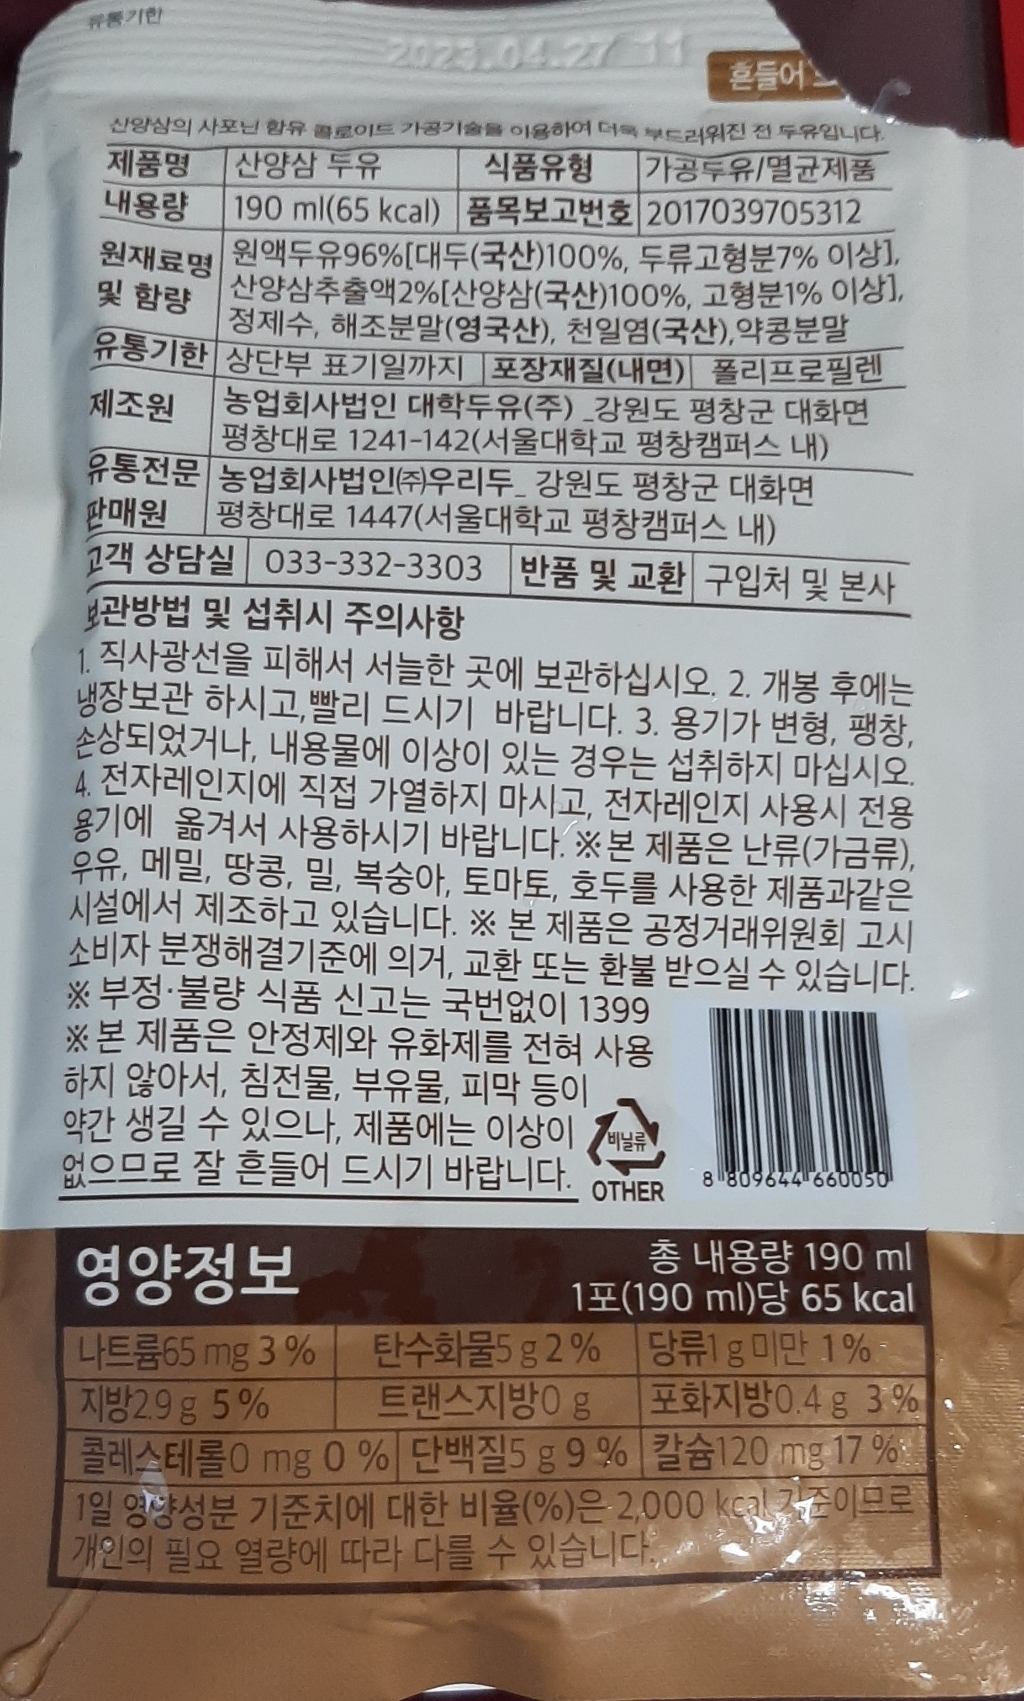 유통기한
2023.04.27 11
흔들어
산양삼의 사포닌 함유 콜로이드 가공기술을 이용하여 더욱 부드러워진 전 두유입니다.
제품명 산양삼 두유 식품유형 가공두유/멸균제품
내용량 190 ml(65 kcal) 품목보고번호 2017039705312
원재료명 원액두유96%[대두(국산)100%, 두류고형분7% 이상],
및 함량 산양삼추출액2%[산양삼(국산)100%, 고형분1% 이상],
정제수, 해조분말(영국산), 천일염(국산),약콩분말
유통기한 상단부 표기일까지 포장재질(내면) 폴리프로필렌
제조원 농업회사법인 대학두유(주)_강원도 평창군 대화면
평창대로 1241-142(서울대학교 평창캠퍼스 내)
유통전문 농업회사법인㈜우리두_ 강원도 평창군 대화면
판매원 평창대로 1447(서울대학교 평창캠퍼스 내)
고객 상담실 033-332-3303 반품 및 교환 구입처 및 본사
보관방법 및 섭취시 주의사항
1. 직사광선을 피해서 서늘한 곳에 보관하십시오. 2. 개봉 후에는
냉장보관 하시고,빨리 드시기 바랍니다. 3. 용기가 변형, 팽창,
손상되었거나, 내용물에 이상이 있는 경우는 섭취하지 마십시오.
4. 전자레인지에 직접 가열하지 마시고, 전자레인지 사용시 전용
용기에 옮겨서 사용하시기 바랍니다. ※본 제품은 난류(가금류),
우유, 메밀, 땅콩, 밀, 복숭아, 토마토, 호두를 사용한 제품과같은
시설에서 제조하고 있습니다. ※ 본 제품은 공정거래위원회 고시
소비자 분쟁해결기준에 의거, 교환 또는 환불 받으실 수 있습니다.
※ 부정·불량 식품 신고는 국번없이 1399
※ 본 제품은 안정제와 유화제를 전혀 사용
하지 않아서, 침전물, 부유물, 피막 등이
약간 생길 수 있으나, 제품에는 이상이
없으므로 잘 흔들어 드시기 바랍니다.
비닐류
OTHER
8 809644 660050
영양정보
총 내용량 190 ml
1포(190 ml)당 65 kcal
나트륨65 mg 3 % 탄수화물5 g 2 % 당류1 g 미만 1 %
지방2.9 g 5 % 트랜스지방0 g 포화지방0.4 g 3 %
콜레스테롤0 mg 0 % 단백질5 g 9 % 칼슘120 mg 17 %
1일 영양성분 기준치에 대한 비율(%)은 2,000 kcal 기준이므로
개인의 필요 열량에 따라 다를 수 있습니다.